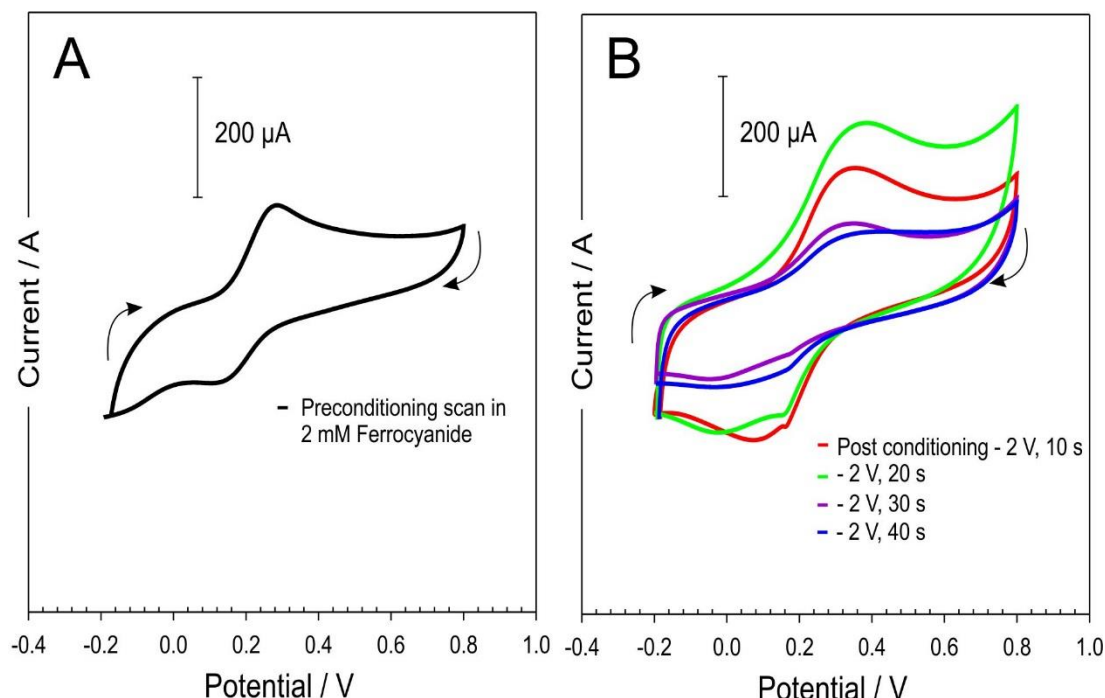 A
200 µA
Current / A
Preconditioning scan in
2 mM Ferrocyanide
-0.4 -0.2 0.0 0.2 0.4 0.6 0.8 1.0
Potential / V
B
200 µA
Current / A
Post conditioning - 2 V, 10 s
- 2 V, 20 s
- 2 V, 30 s
- 2 V, 40 s
-0.4 -0.2 0.0 0.2 0.4 0.6 0.8 1.0
Potential / V